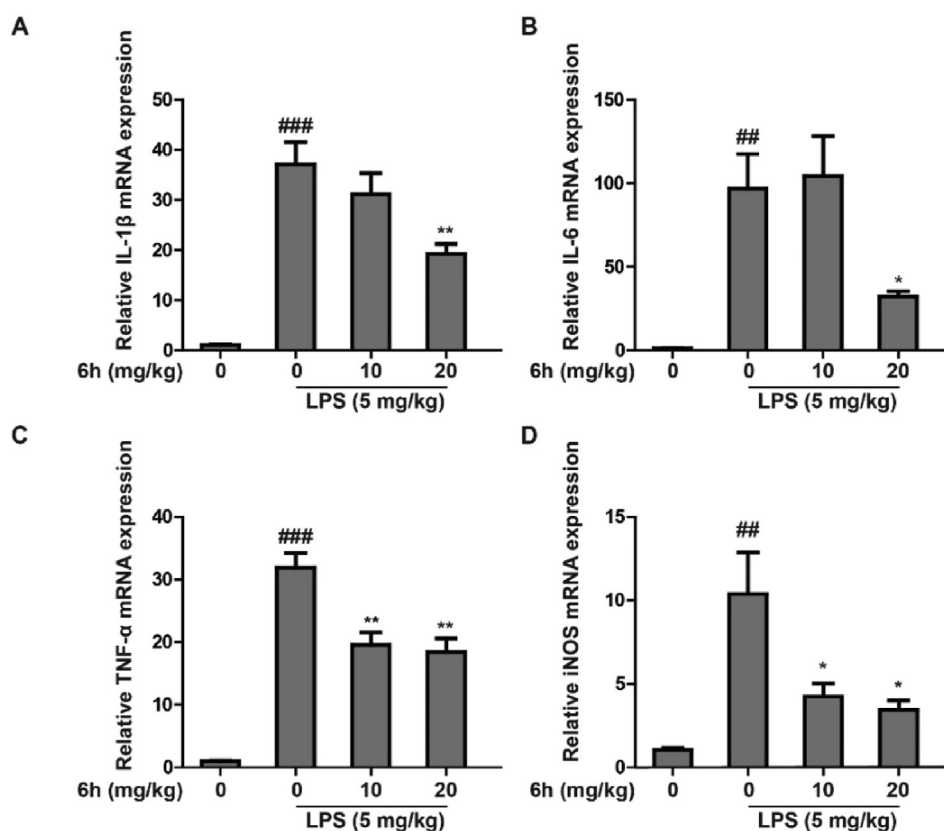 A
Relative IL-1β mRNA expression
50
40
30
20
10
0
###
**
6h (mg/kg) 0 0 10 20
LPS (5 mg/kg)
B
Relative IL-6 mRNA expression
150
100
50
0
##
*
6h (mg/kg) 0 0 10 20
LPS (5 mg/kg)
C
Relative TNF-α mRNA expression
40
30
20
10
0
###
** **
6h (mg/kg) 0 0 10 20
LPS (5 mg/kg)
D
Relative iNOS mRNA expression
15
10
5
0
##
* *
6h (mg/kg) 0 0 10 20
LPS (5 mg/kg)